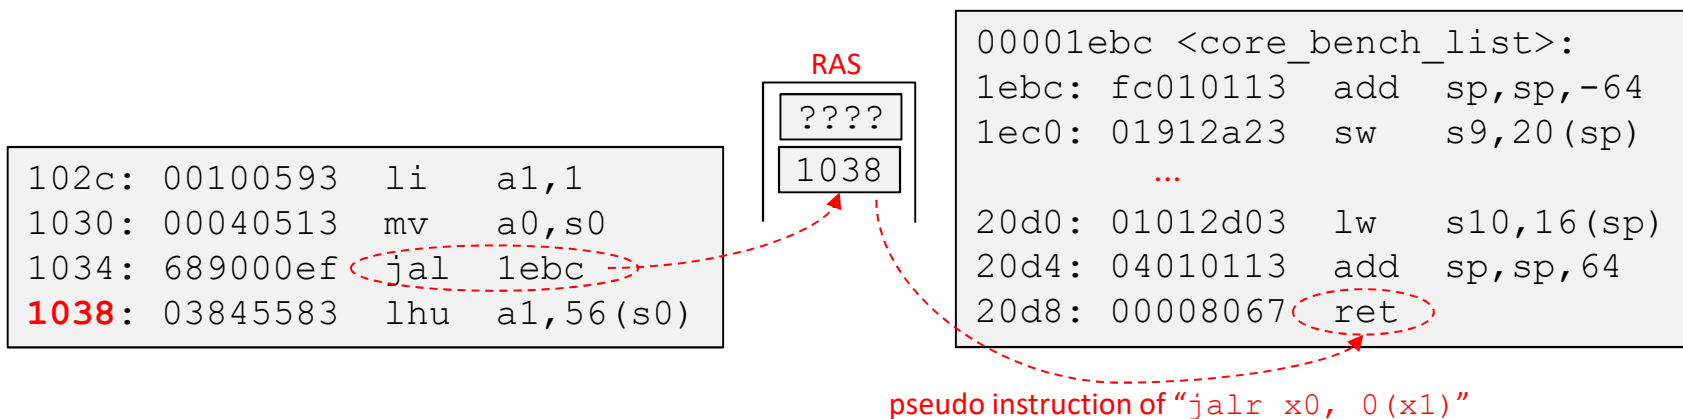 102c: 00100593 li a1,1
1030: 00040513 mv a0,s0
1034: 689000ef jal 1ebc
1038: 03845583 lhu a1,56(s0)
RAS
????
1038
00001ebc <core_bench_list>:
1ebc: fc010113 add sp,sp,-64
1ec0: 01912a23 sw s9,20(sp)
...
20d0: 01012d03 lw s10,16(sp)
20d4: 04010113 add sp,sp,64
20d8: 00008067 ret
pseudo instruction of “jalr x0, 0(x1)”